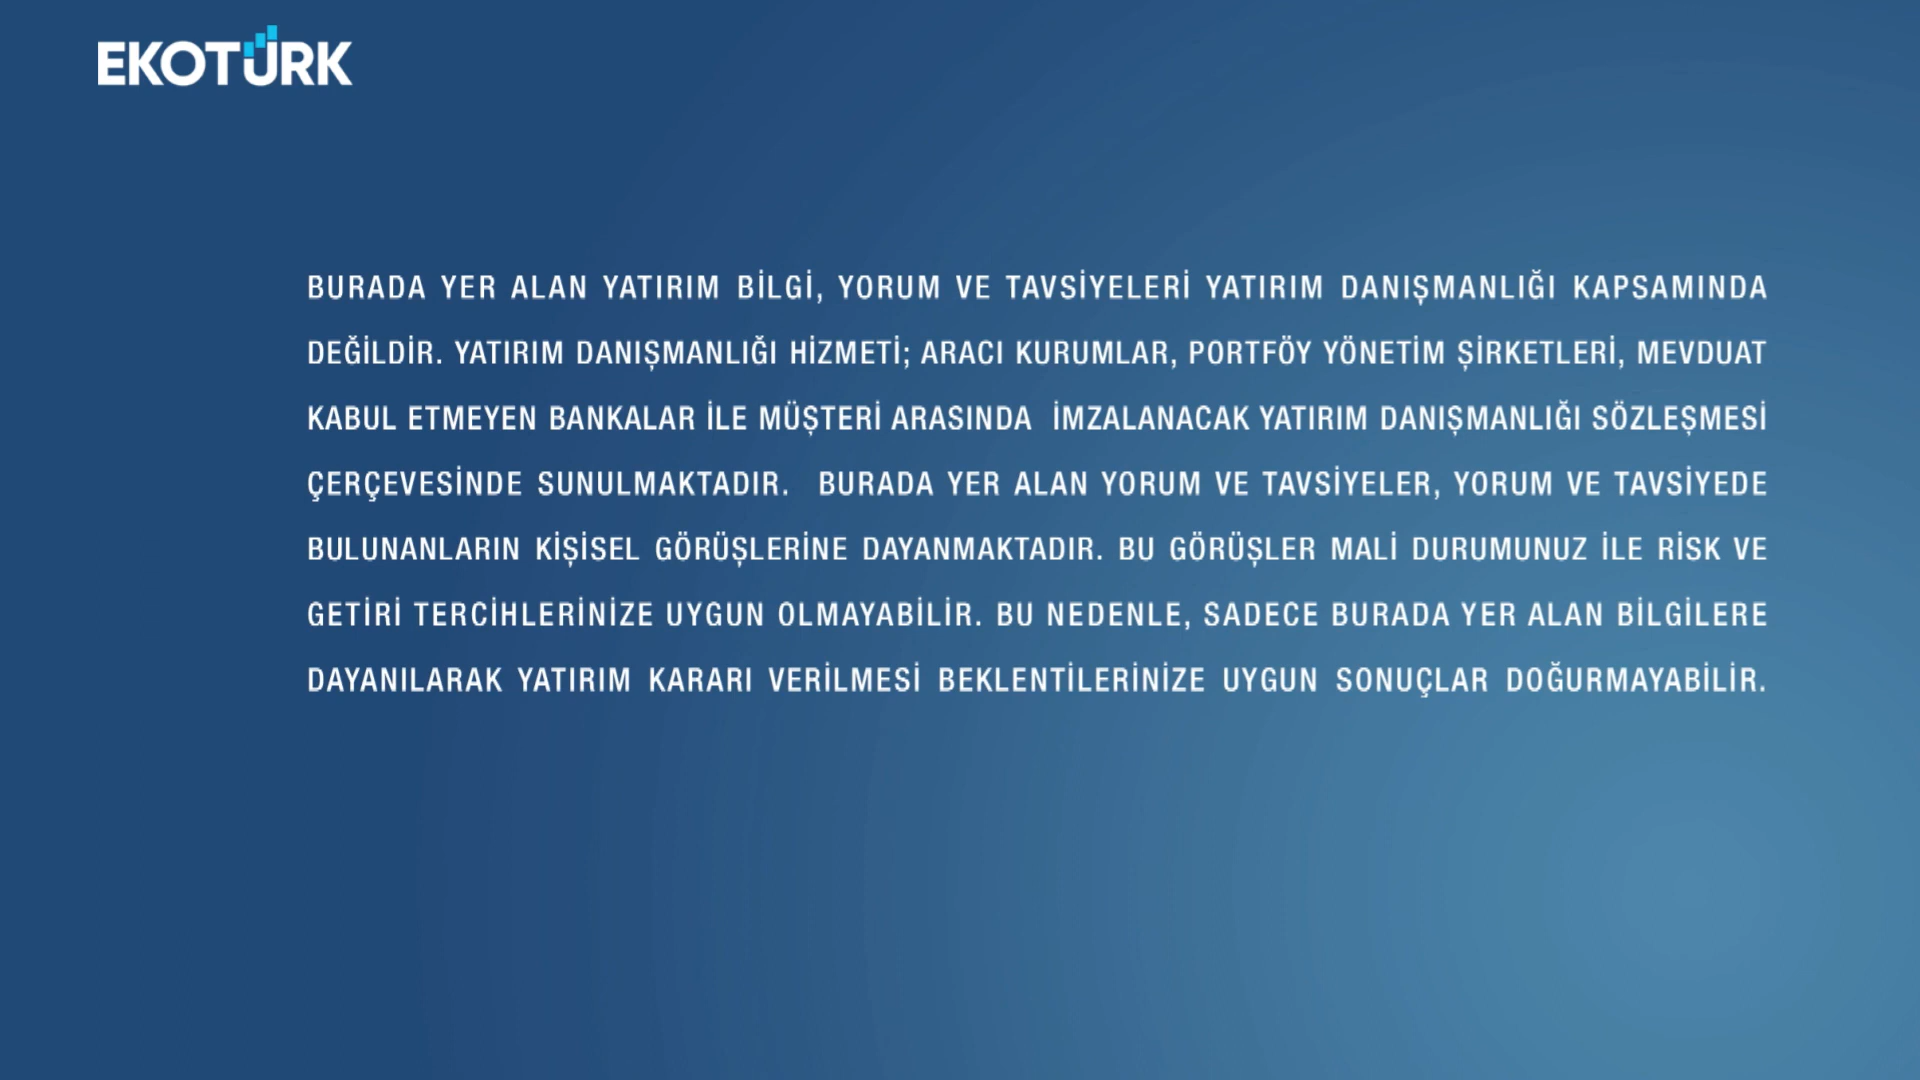 EKOTÜRK
BURADA YER ALAN YATIRIM BİLGİ, YORUM VE TAVSİYELERİ YATIRIM DANIŞMANLIĞI KAPSAMINDA
DEĞİLDİR. YATIRIM DANIŞMANLIĞI HİZMETİ; ARACI KURUMLAR, PORTFÖY YÖNETİM ŞİRKETLERİ, MEVDUAT
KABUL ETMEYEN BANKALAR İLE MÜŞTERİ ARASINDA İMZALANACAK YATIRIM DANIŞMANLIĞI SÖZLEŞMESİ
ÇERÇEVESİNDE SUNULMAKTADIR. BURADA YER ALAN YORUM VE TAVSİYELER, YORUM VE TAVSİYEDE
BULUNANLARIN KİŞİSEL GÖRÜŞLERİNE DAYANMAKTADIR. BU GÖRÜŞLER MALİ DURUMUNUZ İLE RİSK VE
GETİRİ TERCİHLERİNİZE UYGUN OLMAYABİLİR. BU NEDENLE, SADECE BURADA YER ALAN BİLGİLERE
DAYANILARAK YATIRIM KARARI VERİLMESİ BEKLENTİLERİNİZE UYGUN SONUÇLAR DOĞURMAYABİLİR.